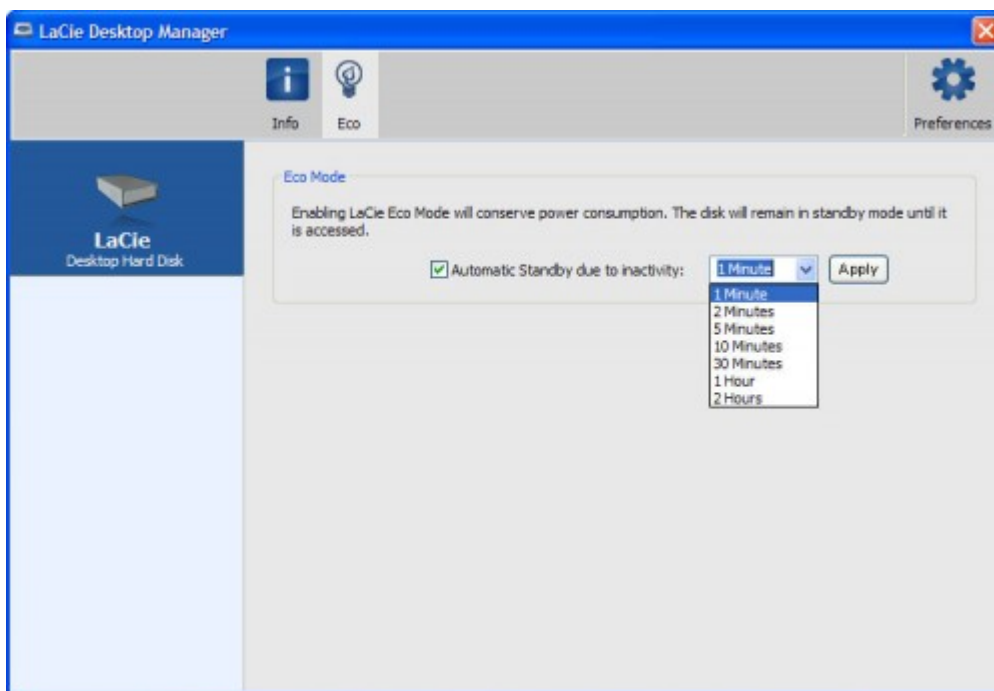 LaCie Desktop Manager
Info
Eco
Preferences
LaCie
Desktop Hard Disk
Eco Mode
Enabling LaCie Eco Mode will conserve power consumption. The disk will remain in standby mode until it
is accessed.
Automatic Standby due to inactivity:
1 Minute
Apply
1 Minute
2 Minutes
5 Minutes
10 Minutes
30 Minutes
1 Hour
2 Hours